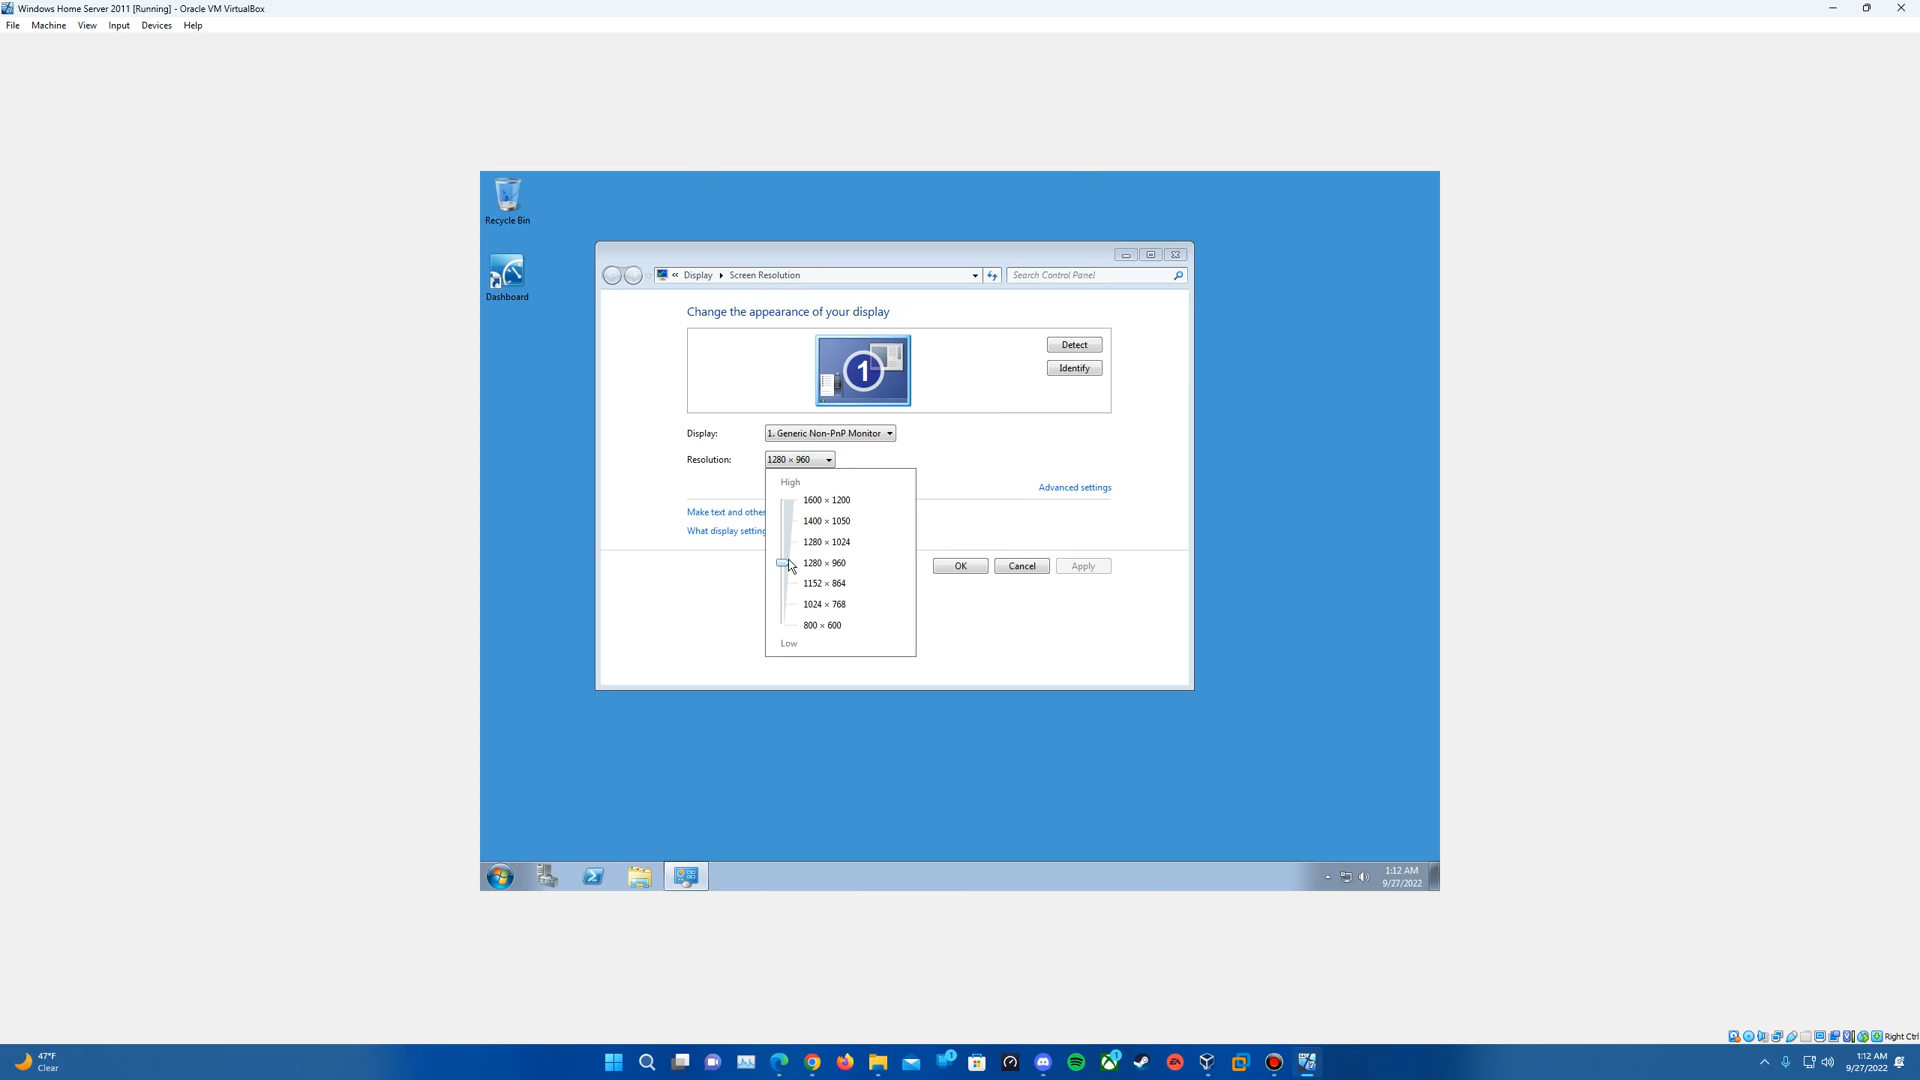 Windows Home Server 2011 [Running] - Oracle VM VirtualBox
File Machine View Input Devices Help
Recycle Bin
Dashboard
« Display Screen Resolution
Search Control Panel
Change the appearance of your display
1
Detect
Identify
Display: 1. Generic Non-PnP Monitor
Resolution: 1280 × 960
High
1600 × 1200
1400 × 1050
1280 × 1024
1280 × 960
1152 × 864
1024 × 768
800 × 600
Low
Advanced settings
Make text and other
What display setting
OK Cancel Apply
1:12 AM
9/27/2022
Right Ctrl
47°F
Clear
1
EA
1
1:12 AM
9/27/2022